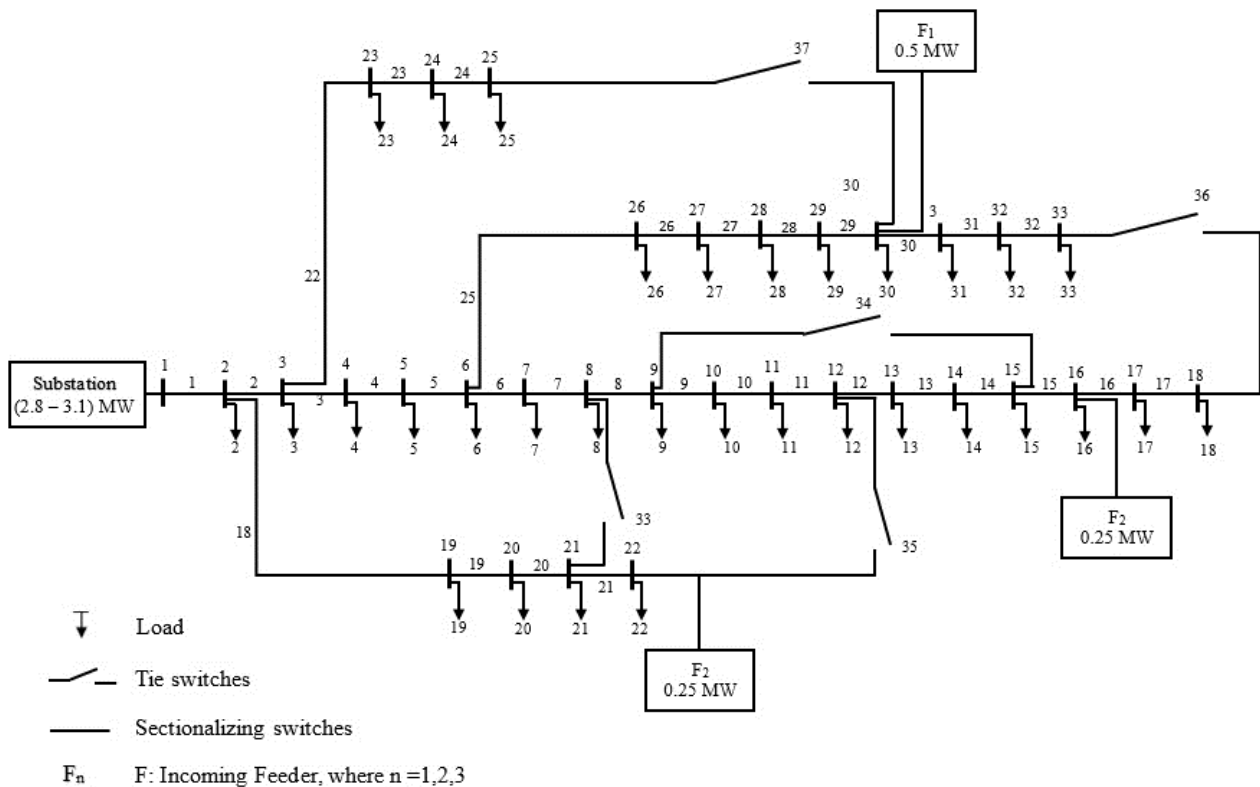 F₁
0.5 MW
37
23 24 25
23 24
23 24 25
30
36
26 27 28 29 3 32 33
26 27 28 29 30 31 32
26 27 28 29 30 31 32 33
22
25
34
Substation
(2.8 – 3.1) MW
1 2 3 4 5 6 7 8 9 10 11 12 13 14 15 16 17 18
1 2 3 4 5 6 7 8 9 10 11 12 13 14 15 16 17
2 3 4 5 6 7 8 9 10 11 12 13 14 15 16 17 18
33
35
F₂
0.25 MW
18
19 20 21 22
19 20 21
19 20 21 22
F₂
0.25 MW
Load
Tie switches
Sectionalizing switches
Fₙ F: Incoming Feeder, where n =1,2,3